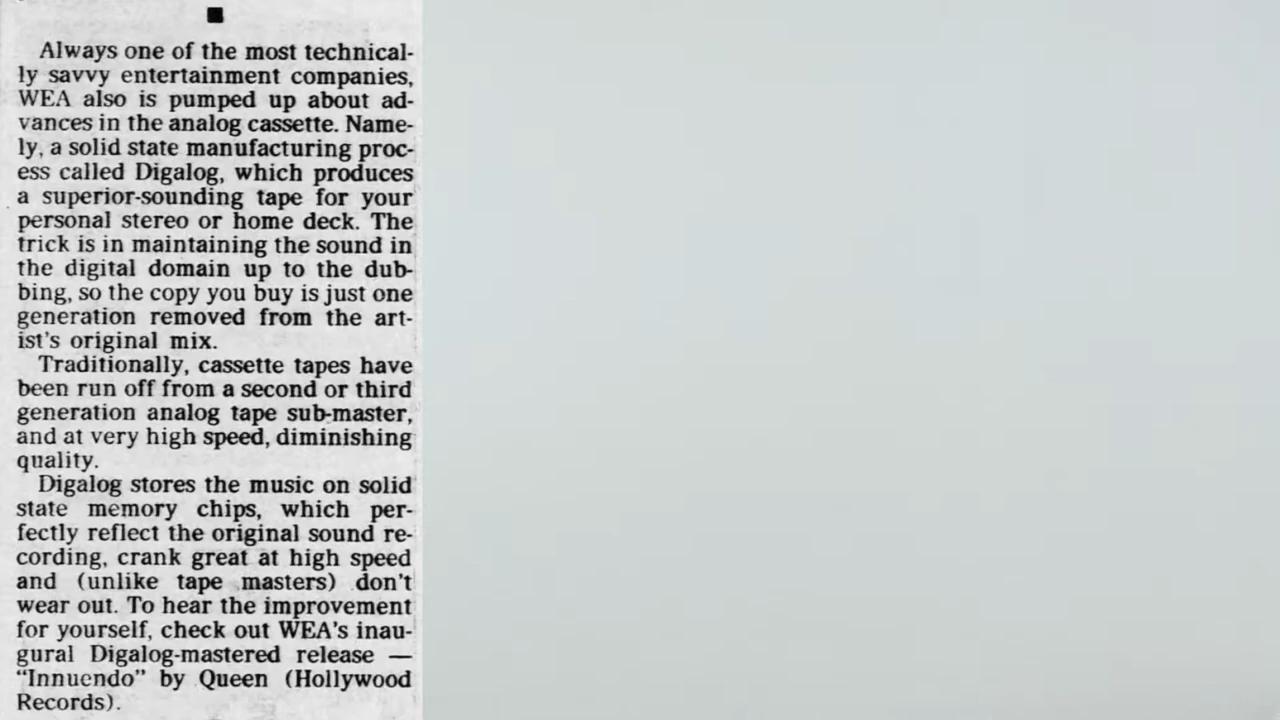 Always one of the most technical-
ly savvy entertainment companies,
WEA also is pumped up about ad-
vances in the analog cassette. Name-
ly, a solid state manufacturing proc-
ess called Digalog, which produces
a superior-sounding tape for your
personal stereo or home deck. The
trick is in maintaining the sound in
the digital domain up to the dub-
bing, so the copy you buy is just one
generation removed from the art-
ist's original mix.
Traditionally, cassette tapes have
been run off from a second or third
generation analog tape sub-master,
and at very high speed, diminishing
quality.
Digalog stores the music on solid
state memory chips, which per-
fectly reflect the original sound re-
cording, crank great at high speed
and (unlike tape masters) don't
wear out. To hear the improvement
for yourself, check out WEA's inau-
gural Digalog-mastered release —
"Innuendo" by Queen (Hollywood
Records).